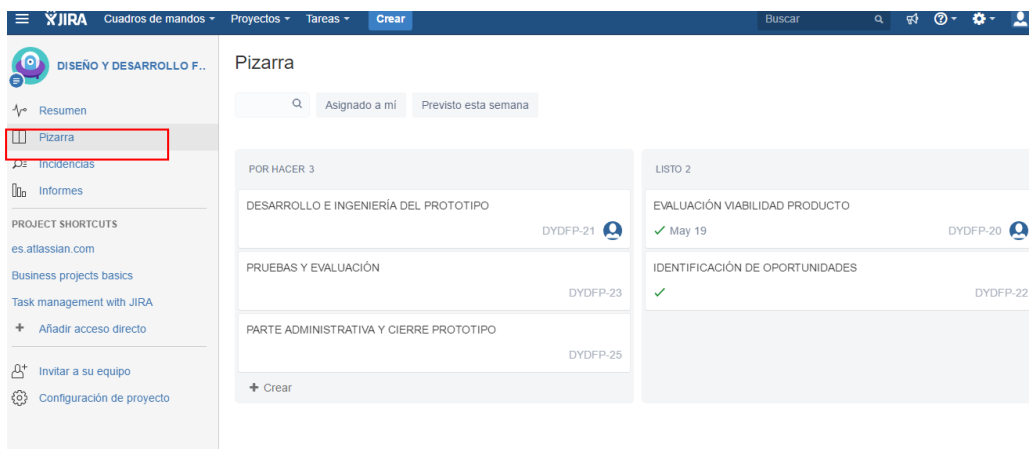 JIRA Cuadros de mandos Proyectos Tareas Crear Buscar
DISEÑO Y DESARROLLO F..
Resumen
Pizarra
Incidencias
Informes
PROJECT SHORTCUTS
es.atlassian.com
Business projects basics
Task management with JIRA
+ Añadir acceso directo
Invitar a su equipo
Configuración de proyecto
Pizarra
Asignado a mí Previsto esta semana
POR HACER 3
DESARROLLO E INGENIERÍA DEL PROTOTIPO
DYDFP-21
PRUEBAS Y EVALUACIÓN
DYDFP-23
PARTE ADMINISTRATIVA Y CIERRE PROTOTIPO
DYDFP-25
+ Crear
LISTO 2
EVALUACIÓN VIABILIDAD PRODUCTO
✓ May 19 DYDFP-20
IDENTIFICACIÓN DE OPORTUNIDADES
✓ DYDFP-22